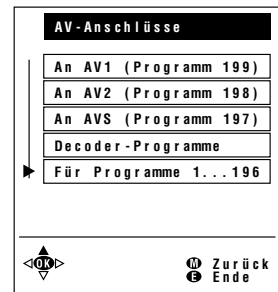 AV-Anschlüsse
An AV1 (Programm 199)
An AV2 (Programm 198)
An AVS (Programm 197)
Decoder-Programme
Für Programme 1...196
OK
M Zurück
E Ende